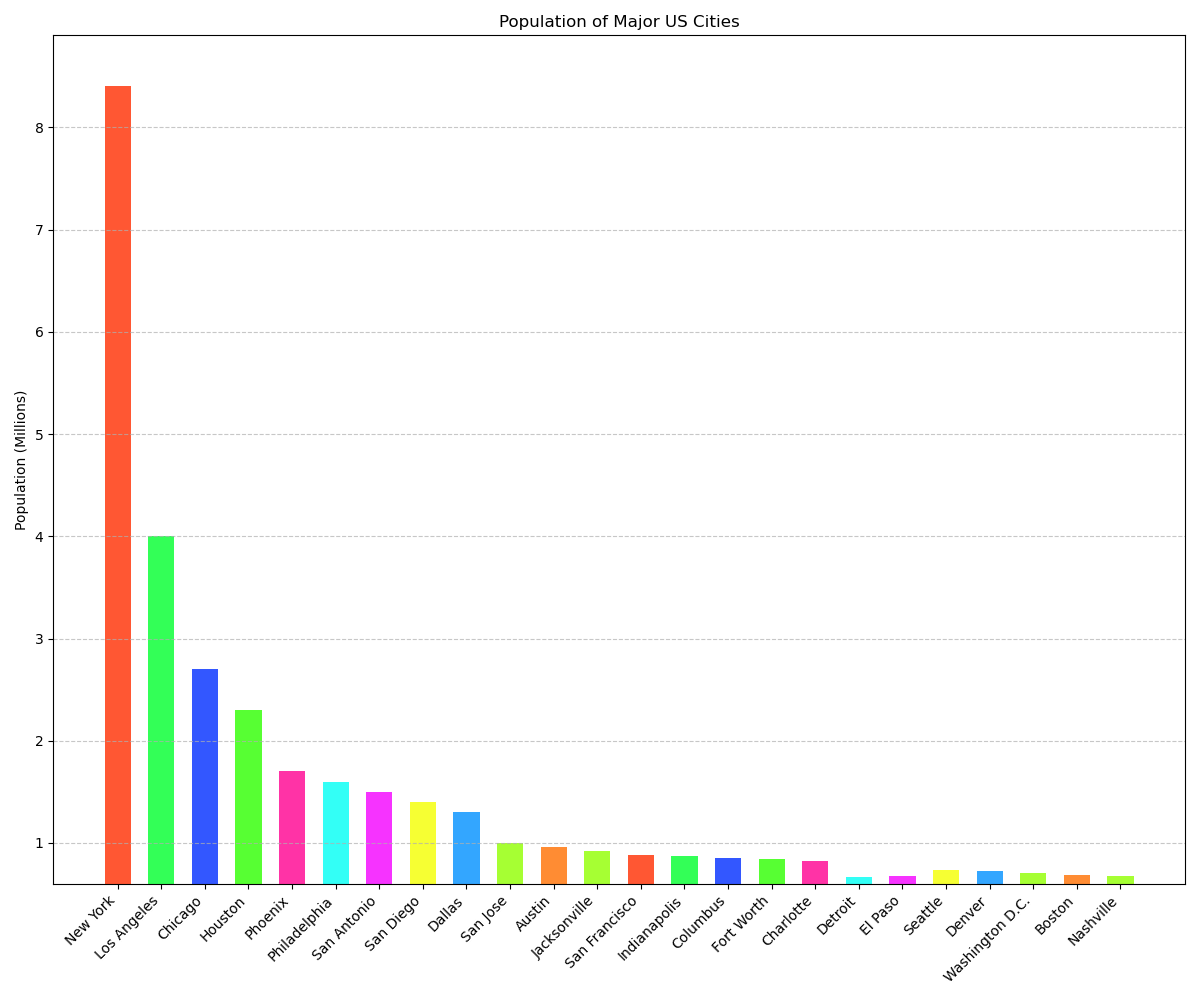 Population of Major US Cities
Population (Millions)
8
7
6
5
4
3
2
1
New York
Los Angeles
Chicago
Houston
Phoenix
Philadelphia
San Antonio
San Diego
Dallas
San Jose
Austin
Jacksonville
San Francisco
Indianapolis
Columbus
Fort Worth
Charlotte
Detroit
El Paso
Seattle
Denver
Washington D.C.
Boston
Nashville